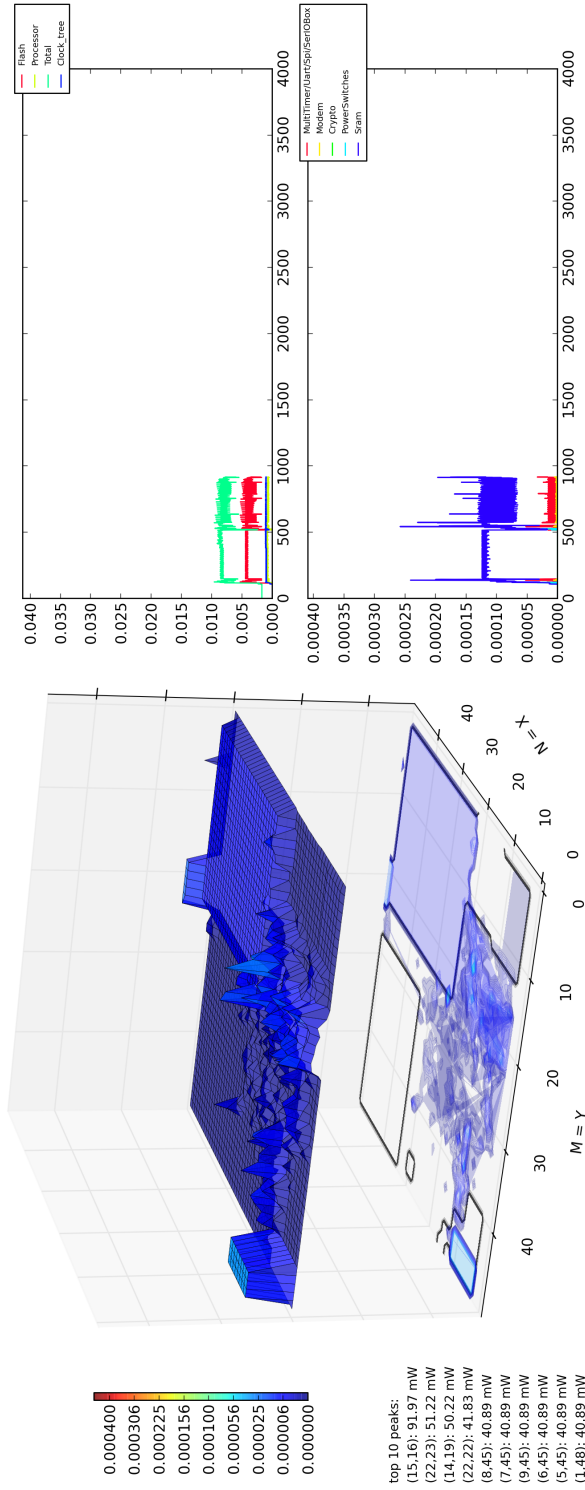 0.000400
0.000306
0.000225
0.000156
0.000100
0.000056
0.000025
0.000006
0.000000
top 10 peaks:
(15,16): 91.97 mW
(22,23): 51.22 mW
(14,19): 50.22 mW
(22,22): 41.83 mW
(8,45): 40.89 mW
(7,45): 40.89 mW
(9,45): 40.89 mW
(6,45): 40.89 mW
(5,45): 40.89 mW
(1,48): 40.89 mW
40
30
20
10
0
M = Y
0
10
20
30
40
N = X
0.040
0.035
0.030
0.025
0.020
0.015
0.010
0.005
0.000
0 500 1000 1500 2000 2500 3000 3500 4000
Flash
Processor
Total
Clock_tree
0.00040
0.00035
0.00030
0.00025
0.00020
0.00015
0.00010
0.00005
0.00000
0 500 1000 1500 2000 2500 3000 3500 4000
MultiTimer/Uart/Spi/SerIOBox
Modem
Crypto
PowerSwitches
Sram